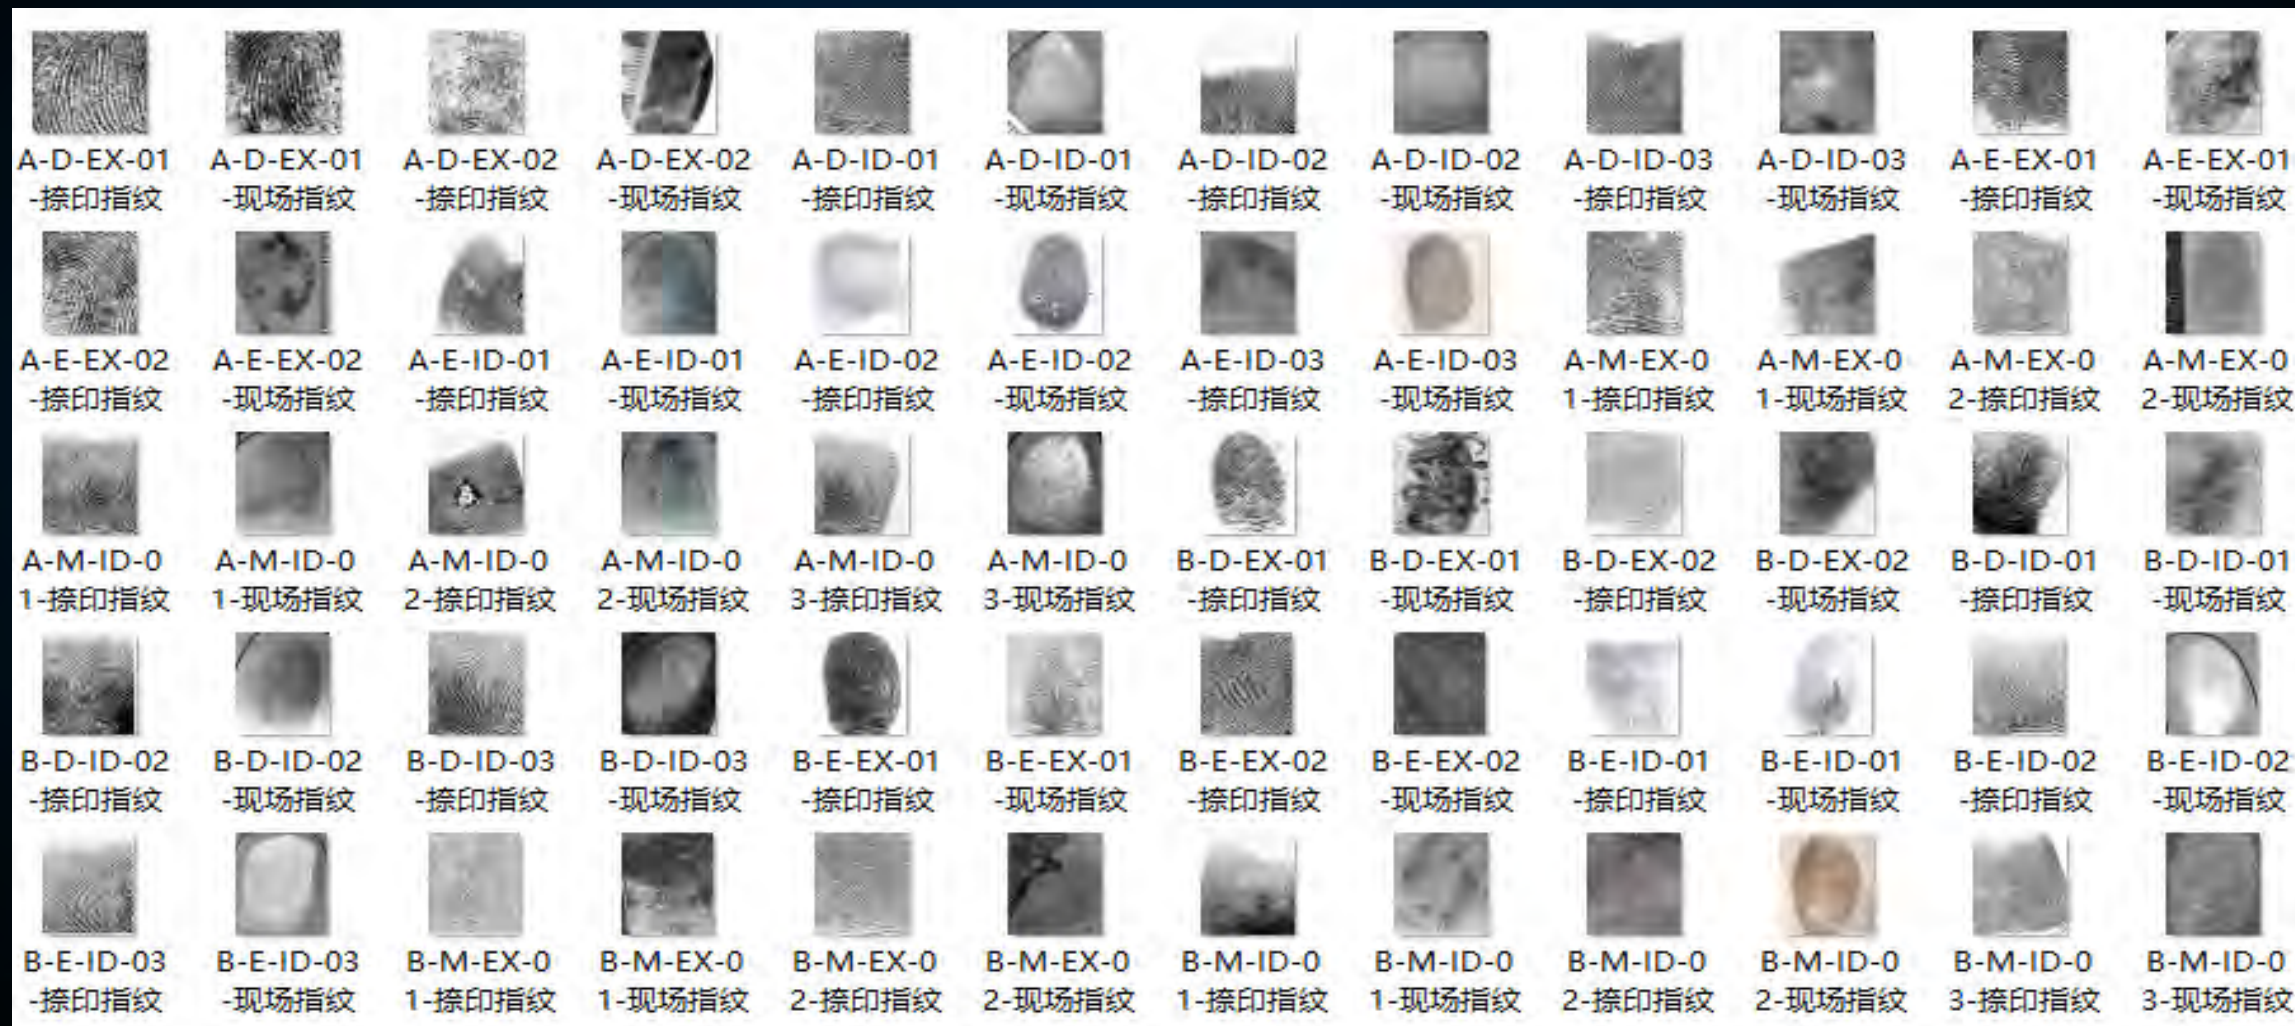 A-D-EX-01 A-D-EX-01 A-D-EX-02 A-D-EX-02 A-D-ID-01 A-D-ID-01 A-D-ID-02 A-D-ID-02 A-D-ID-03 A-D-ID-03 A-E-EX-01 A-E-EX-01
-捺印指纹 -现场指纹 -捺印指纹 -现场指纹 -捺印指纹 -现场指纹 -捺印指纹 -现场指纹 -捺印指纹 -现场指纹 -捺印指纹 -现场指纹
A-E-EX-02 A-E-EX-02 A-E-ID-01 A-E-ID-01 A-E-ID-02 A-E-ID-02 A-E-ID-03 A-E-ID-03 A-M-EX-0 A-M-EX-0 A-M-EX-0 A-M-EX-0
-捺印指纹 -现场指纹 -捺印指纹 -现场指纹 -捺印指纹 -现场指纹 -捺印指纹 -现场指纹 1-捺印指纹 1-现场指纹 2-捺印指纹 2-现场指纹
A-M-ID-0 A-M-ID-0 A-M-ID-0 A-M-ID-0 A-M-ID-0 A-M-ID-0 B-D-EX-01 B-D-EX-01 B-D-EX-02 B-D-EX-02 B-D-ID-01 B-D-ID-01
1-捺印指纹 1-现场指纹 2-捺印指纹 2-现场指纹 3-捺印指纹 3-现场指纹 -捺印指纹 -现场指纹 -捺印指纹 -现场指纹 -捺印指纹 -现场指纹
B-D-ID-02 B-D-ID-02 B-D-ID-03 B-D-ID-03 B-E-EX-01 B-E-EX-01 B-E-EX-02 B-E-EX-02 B-E-ID-01 B-E-ID-01 B-E-ID-02 B-E-ID-02
-捺印指纹 -现场指纹 -捺印指纹 -现场指纹 -捺印指纹 -现场指纹 -捺印指纹 -现场指纹 -捺印指纹 -现场指纹 -捺印指纹 -现场指纹
B-E-ID-03 B-E-ID-03 B-M-EX-0 B-M-EX-0 B-M-EX-0 B-M-EX-0 B-M-ID-0 B-M-ID-0 B-M-ID-0 B-M-ID-0 B-M-ID-0 B-M-ID-0
-捺印指纹 -现场指纹 1-捺印指纹 1-现场指纹 2-捺印指纹 2-现场指纹 1-捺印指纹 1-现场指纹 2-捺印指纹 2-现场指纹 3-捺印指纹 3-现场指纹